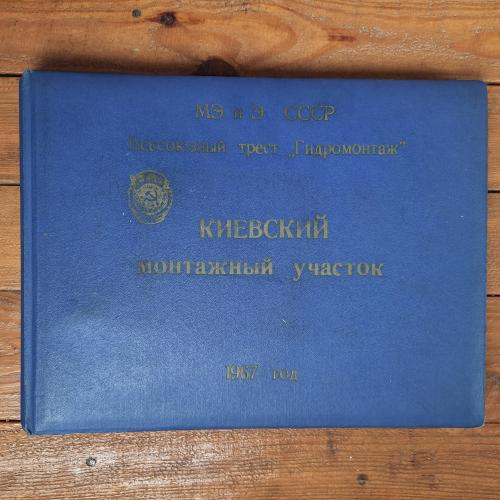 МЭ и Э СССР
Всесоюзный трест „Гидромонтаж"
КИЕВСКИЙ
монтажный участок
1967 год